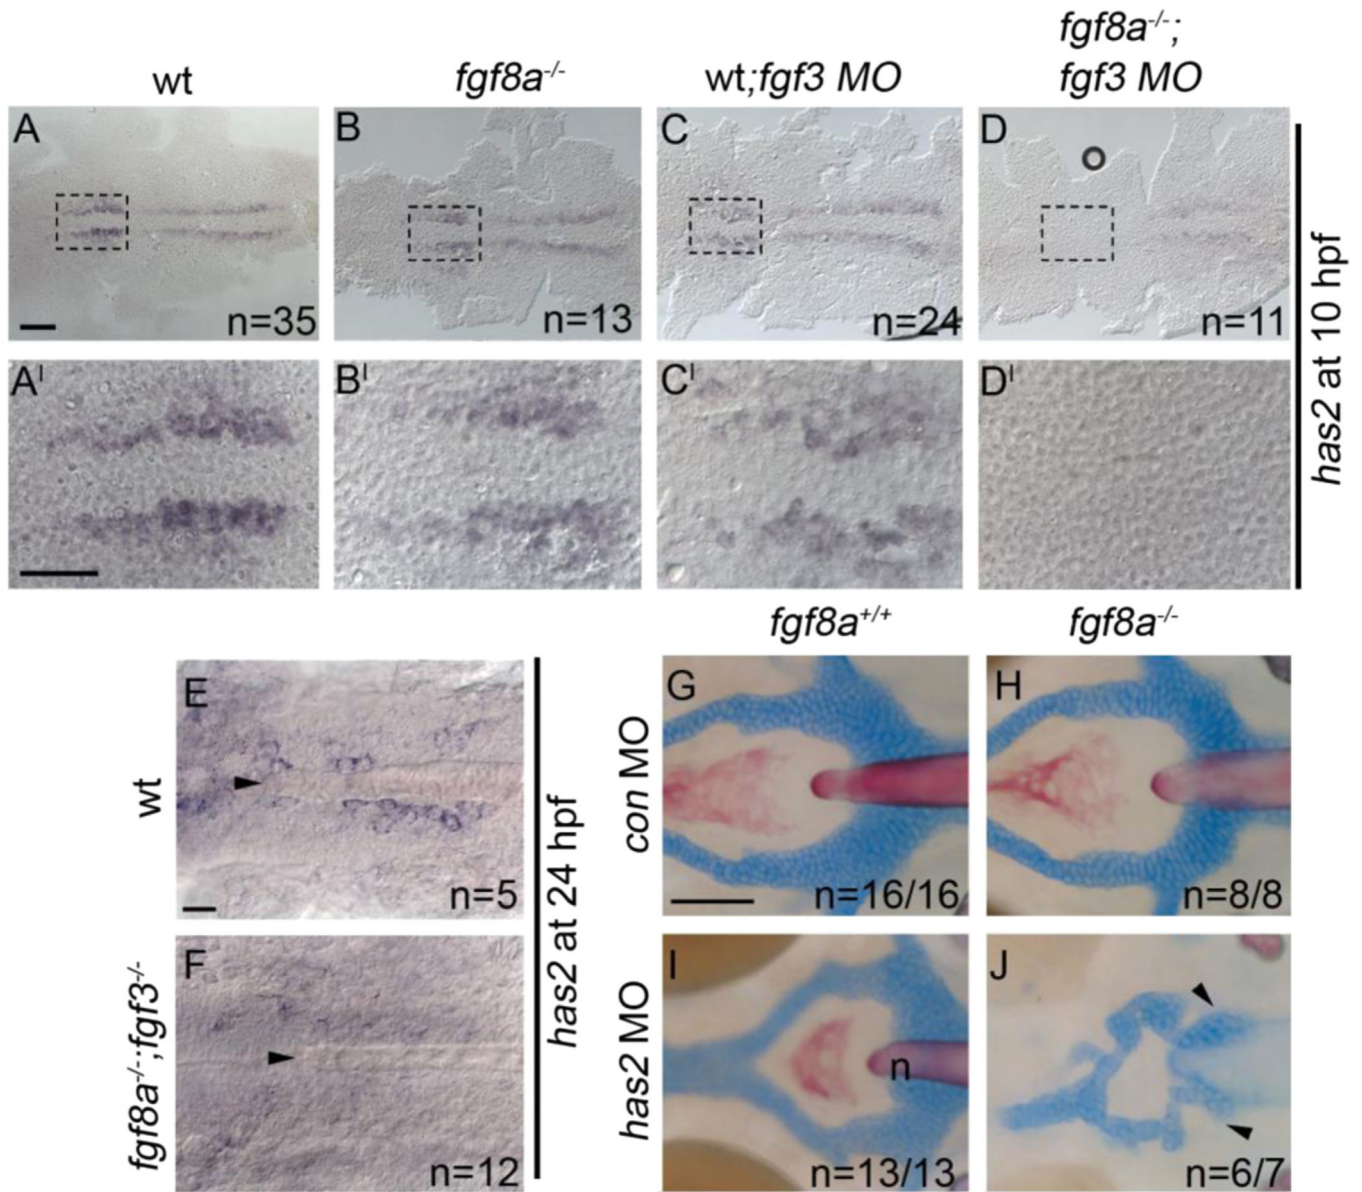 wt
fgf8a-/-
wt;fgf3 MO
fgf8a-/-;
fgf3 MO
A
B
C
D
n=35
n=13
n=24
n=11
A'
B'
C'
D'
has2 at 10 hpf
fgf8a+/+
fgf8a-/-
wt
E
n=5
fgf8a-/-;fgf3-/-
F
n=12
has2 at 24 hpf
con MO
G
n=16/16
H
n=8/8
has2 MO
I
n
n=13/13
J
n=6/7